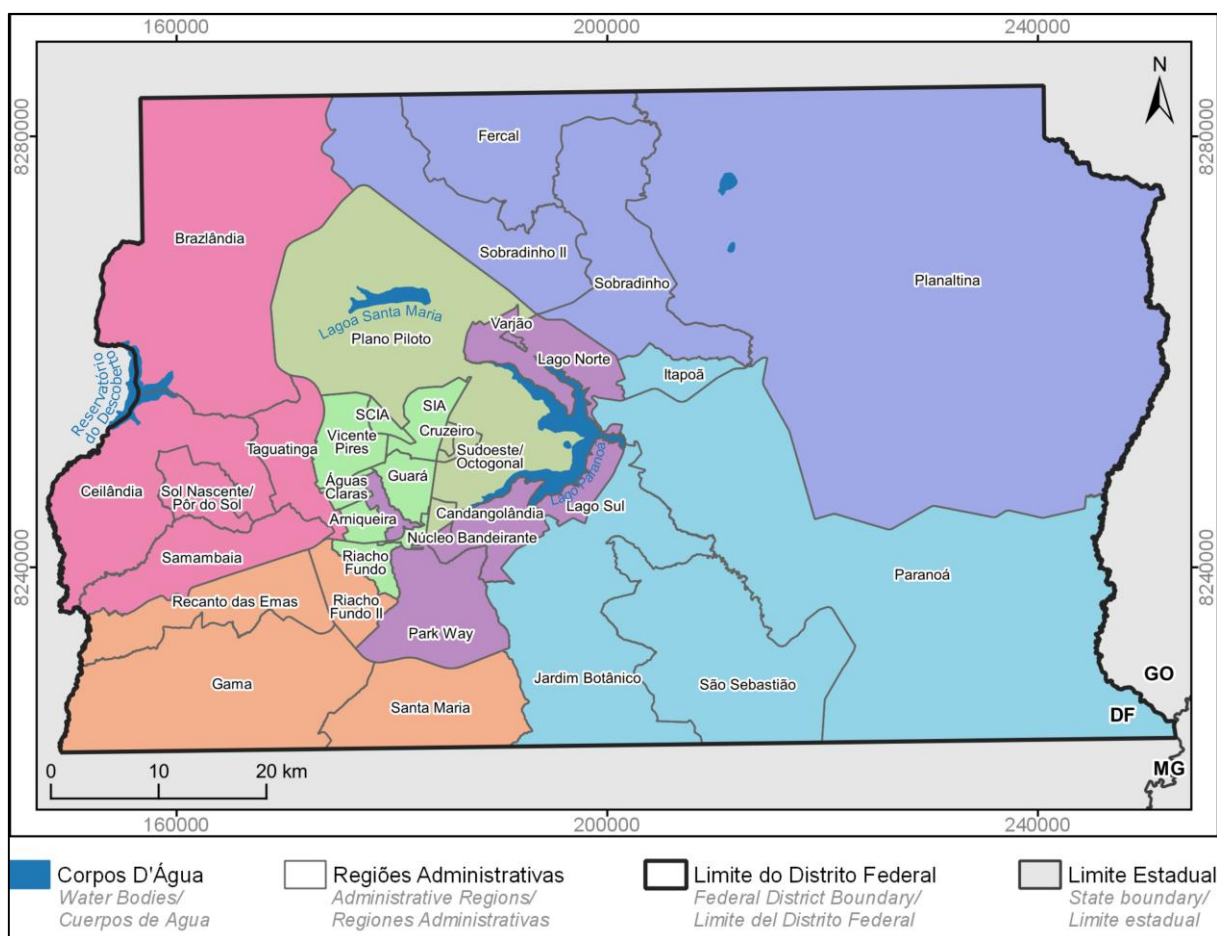 160000
200000
240000
N
8280000
8280000
Fercal
Brazlândia
Sobradinho II
Sobradinho
Planaltina
Lagoa Santa Maria
Varjão
Plano Piloto
Lago Norte
Itapoã
Reservatório
do Descoberto
SIA
SCIA
Cruzeiro
Vicente
Pires
Taguatinga
Sudoeste/
Octogonal
Guará
Águas
Claras
Lago Paranoá
Ceilândia
Sol Nascente/
Pôr do Sol
Lago Sul
Candangolândia
Arniqueira
Núcleo Bandeirante
Samambaia
Riacho
Fundo
8240000
8240000
Paranoá
Recanto das Emas
Riacho
Fundo II
Park Way
Gama
Jardim Botânico
São Sebastião
GO
Santa Maria
DF
MG
0 10 20 km
160000
200000
240000
Corpos D'Água
Water Bodies/
Cuerpos de Agua
Regiões Administrativas
Administrative Regions/
Regiones Administrativas
Limite do Distrito Federal
Federal District Boundary/
Limite del Distrito Federal
Limite Estadual
State boundary/
Limite estadual